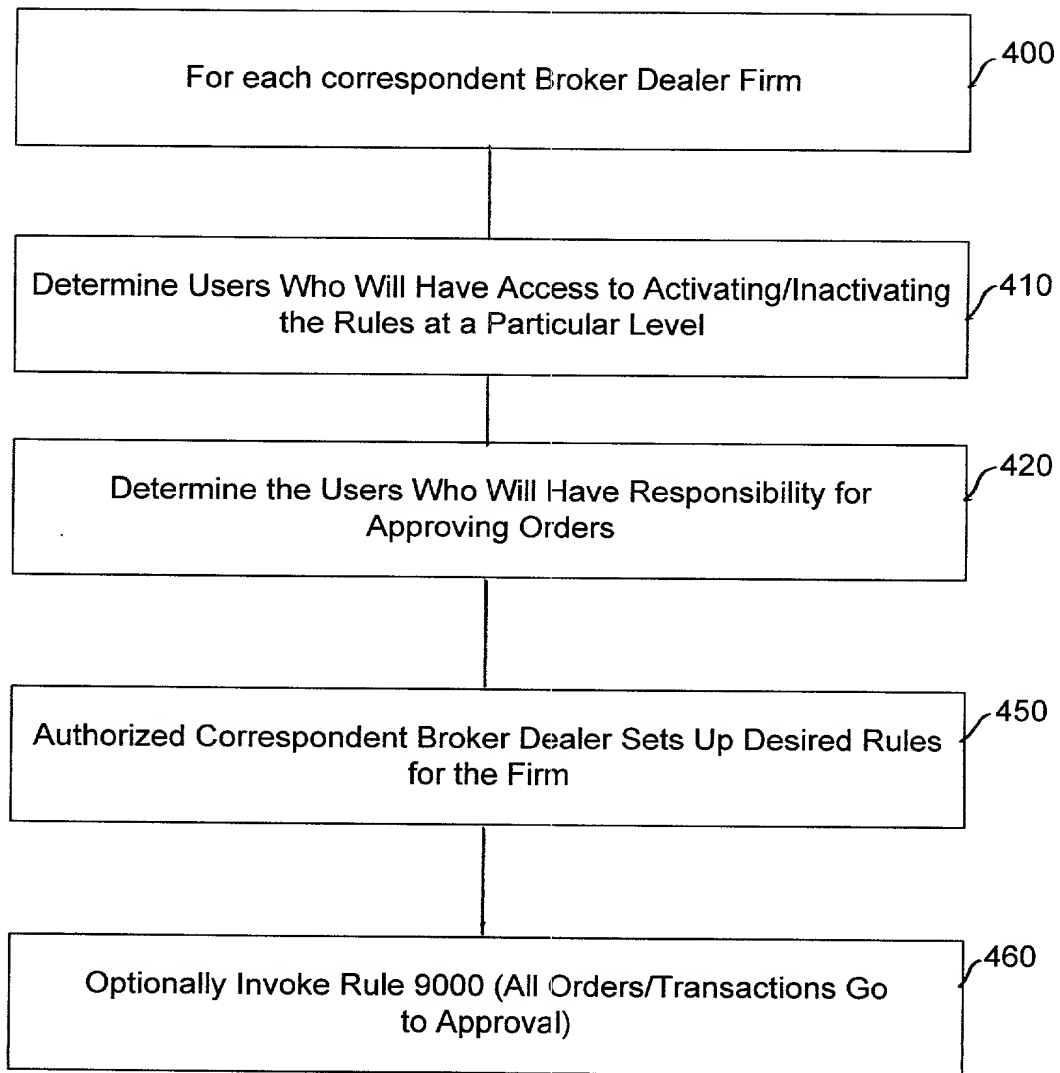 For each correspondent Broker Dealer Firm
400
Determine Users Who Will Have Access to Activating/Inactivating
the Rules at a Particular Level
410
Determine the Users Who Will Have Responsibility for
Approving Orders
420
Authorized Correspondent Broker Dealer Sets Up Desired Rules
for the Firm
450
Optionally Invoke Rule 9000 (All Orders/Transactions Go
to Approval)
460